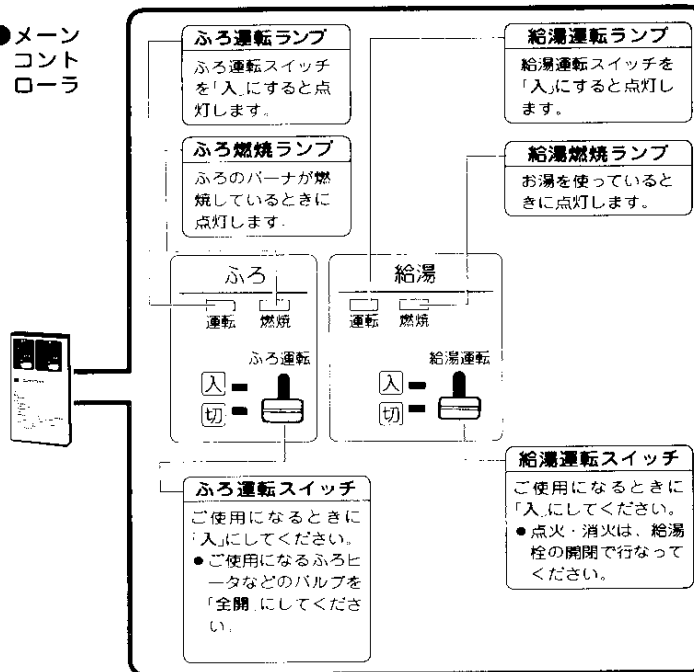 ●メーン
コント
ローラ
ふろ運転ランプ
ふろ運転スイッチ
を「入」にすると点
灯します。
給湯運転ランプ
給湯運転スイッチを
「入」にすると点灯し
ます。
ふろ燃焼ランプ
ふろのバーナが燃
焼しているときに
点灯します。
給湯燃焼ランプ
お湯を使っていると
きに点灯します。
ふろ
運転 燃焼
ふろ運転
入
切
給湯
運転 燃焼
給湯運転
入
切
ふろ運転スイッチ
ご使用になるときに
「入」にしてください。
●ご使用になるふろヒ
ータなどのバルブを
「全開」にしてくださ
い。
給湯運転スイッチ
ご使用になるときに
「入」にしてください。
●点火・消火は、給湯
栓の開閉で行なって
ください。